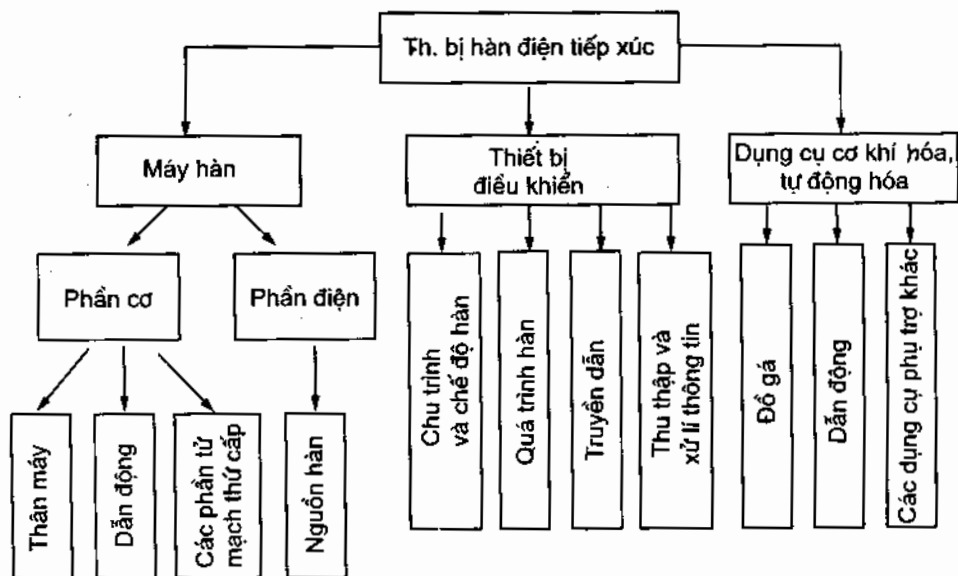 Th. bị hàn điện tiếp xúc
Máy hàn
Thiết bị
điều khiển
Dụng cụ cơ khí hóa,
tự động hóa
Phần cơ
Phần điện
Thân máy
Dẫn động
Các phần tử
mạch thứ cấp
Nguồn hàn
Chu trình
và chế độ hàn
Quá trình hàn
Truyền dẫn
Thu thập và
xử lí thông tin
Đồ gá
Dẫn động
Các dụng cụ phụ trợ khác